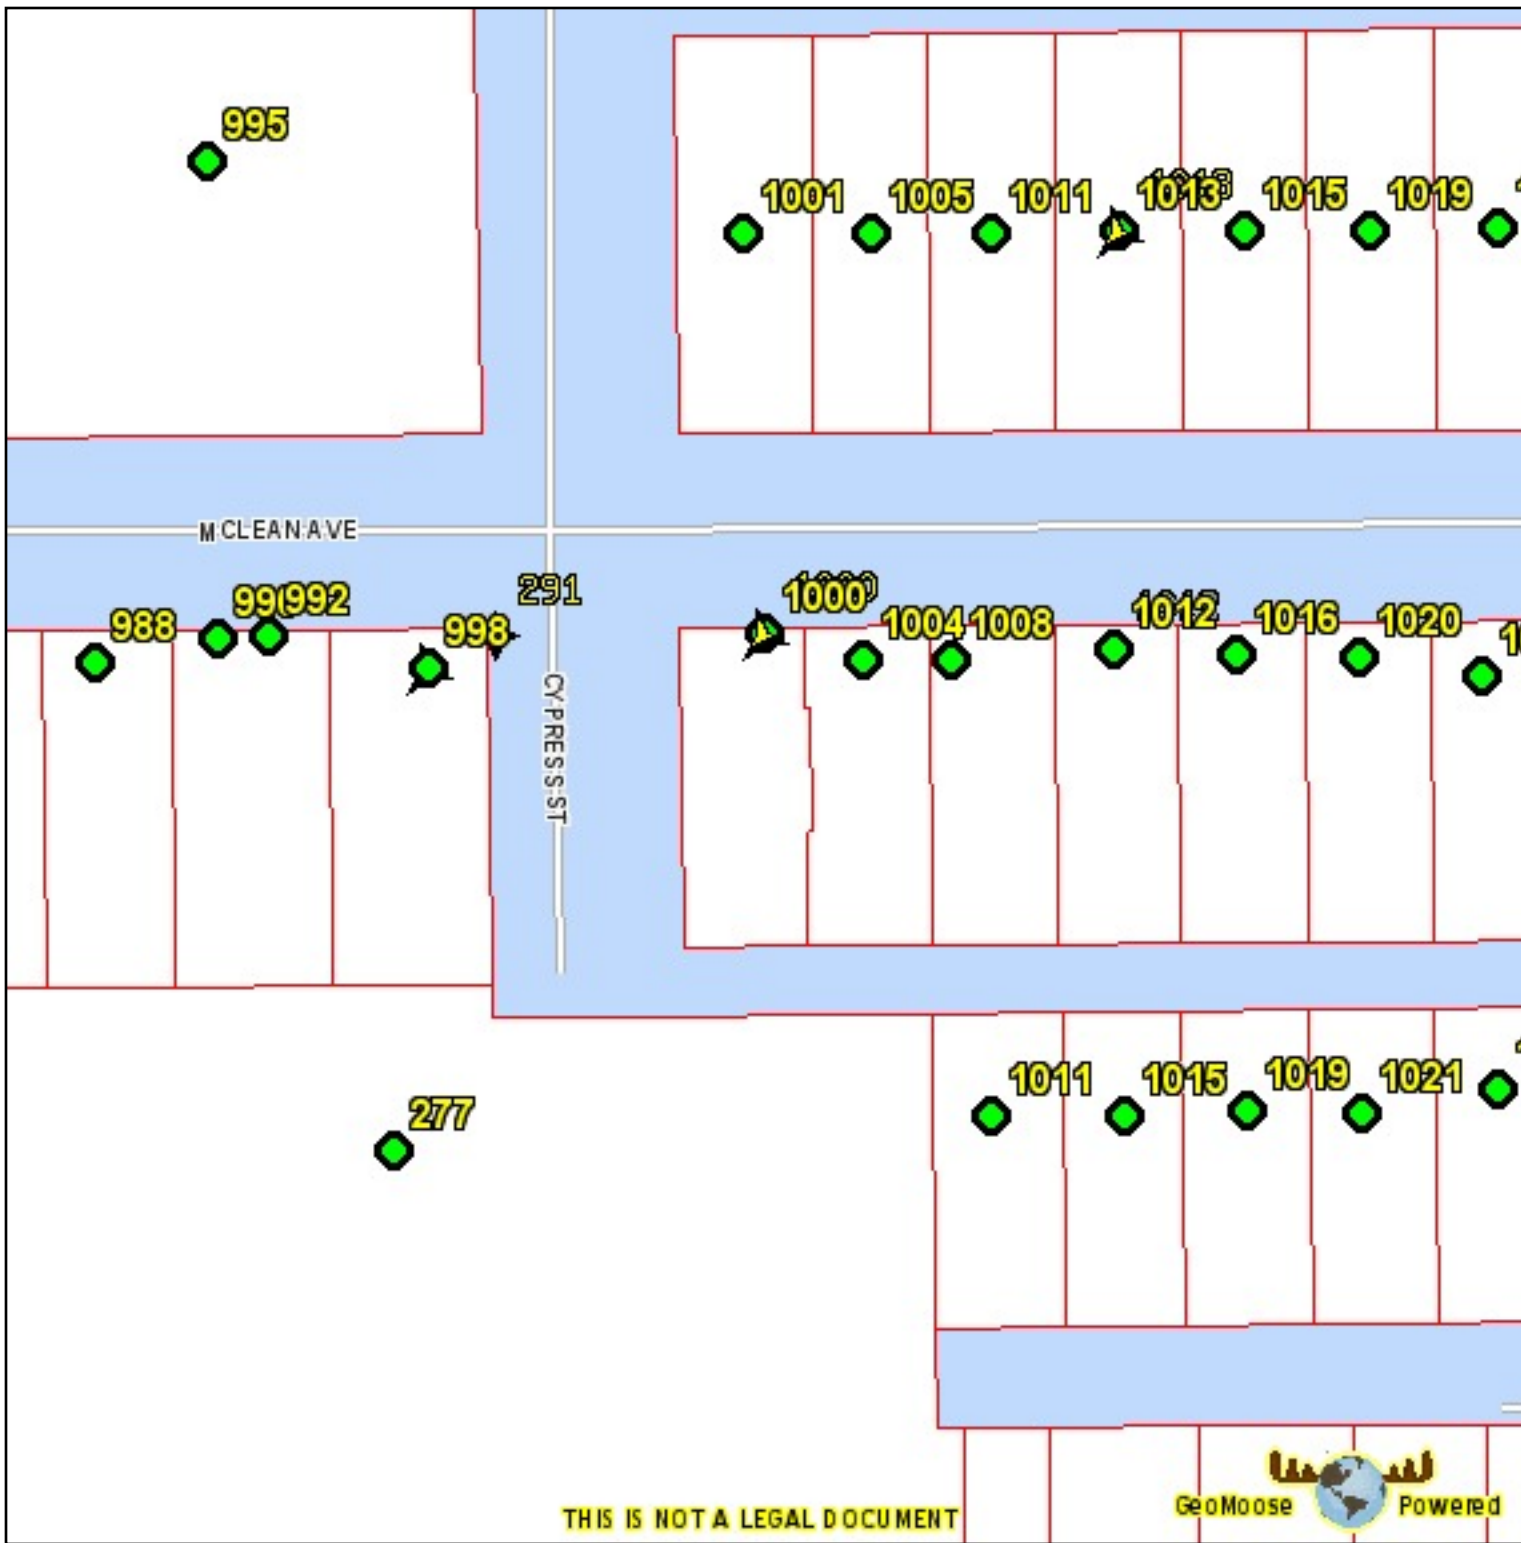 995
1001 1005 1011 1013 1015 1019
MCLEAN AVE
988 992 998 291 1000 1004 1008 1012 1016 1020
CYPRESS ST
277 1011 1015 1019 1021
THIS IS NOT A LEGAL DOCUMENT
GeoMoose Powered